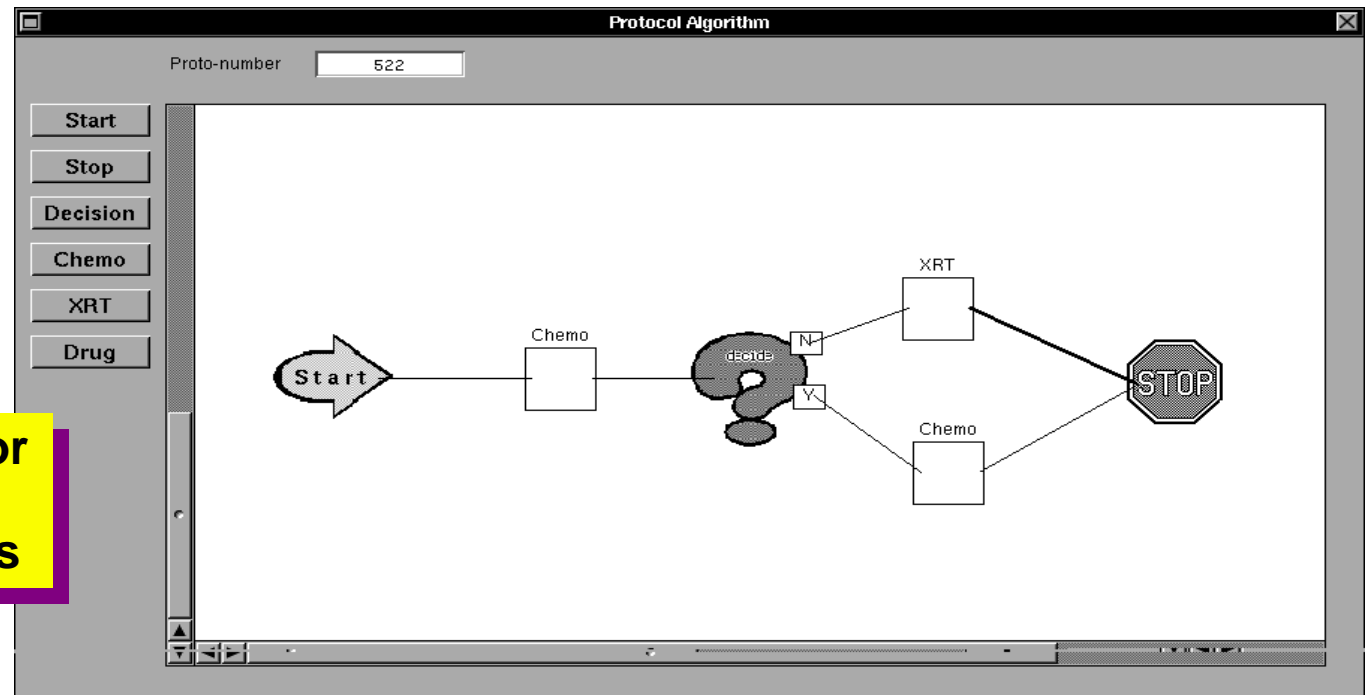 Protocol Algorithm
Proto-number 522
Start
Stop
Decision
Chemo
XRT
Drug
or
s
Start
Chemo
decide
N
Y
XRT
Chemo
STOP